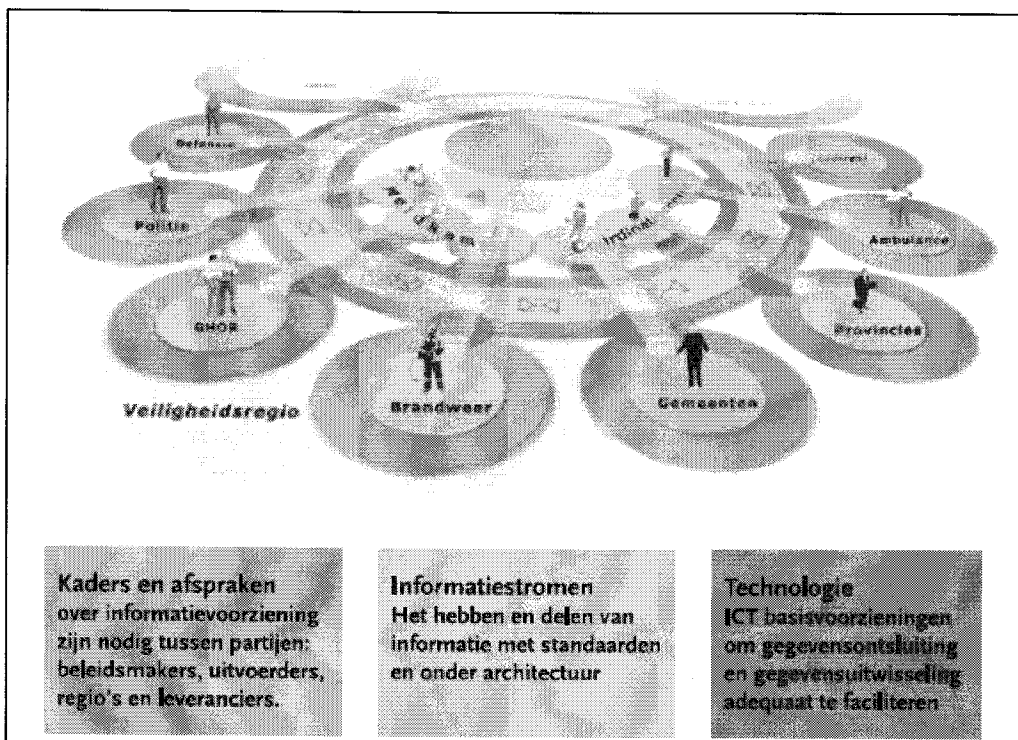 Defensie
Politie
GHOR
Veiligheidsregio
Brandweer
Gemeenten
Provincies
Ambulance
Kaders en afspraken
over informatievoorziening
zijn nodig tussen partijen:
beleidsmakers, uitvoerders,
regio's en leveranciers.
Informatiestromen
Het hebben en delen van
informatie met standaarden
en onder architectuur
Technologie
ICT basisvoorzieningen
om gegevensontsluiting
en gegevensuitwisseling
adequaat te faciliteren